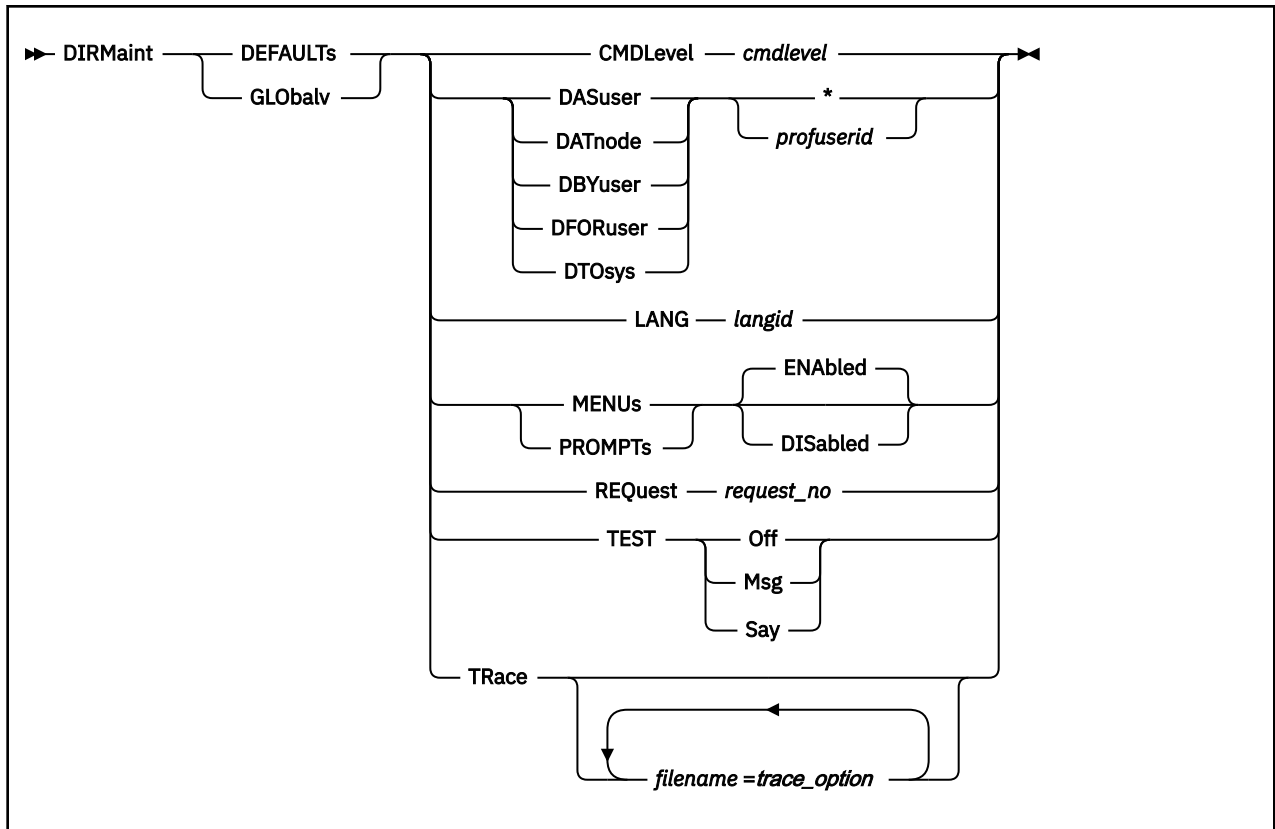 DIRMaint DEFAULTs CMDLevel cmdlevel
GLObalv
DASuser *
profuserid
DATnode
DBYuser
DFORuser
DTOsys
LANG langid
ENAbled
MENUs
PROMPTs DISabled
REQuest request_no
TEST Off
Msg
Say
TRace
filename =trace_option